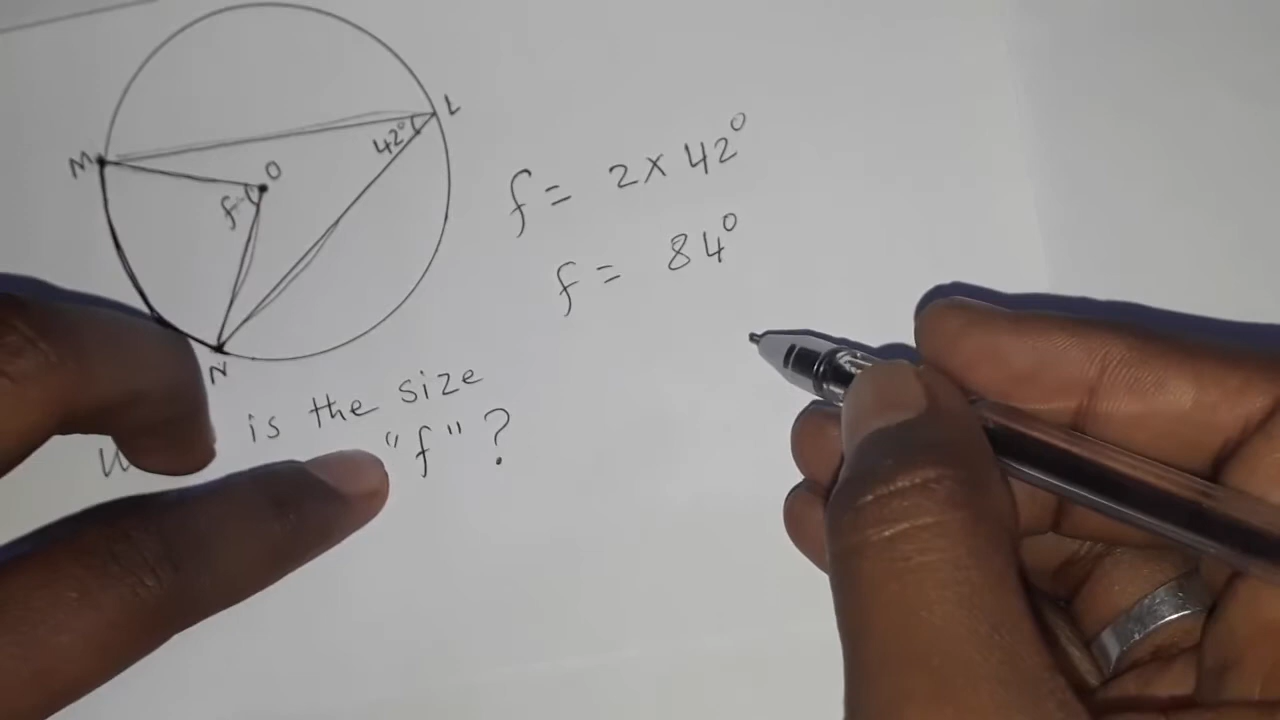 L
M
42°
O
f
N
f = 2 x 42°
f = 84°
is the size
"f" ?